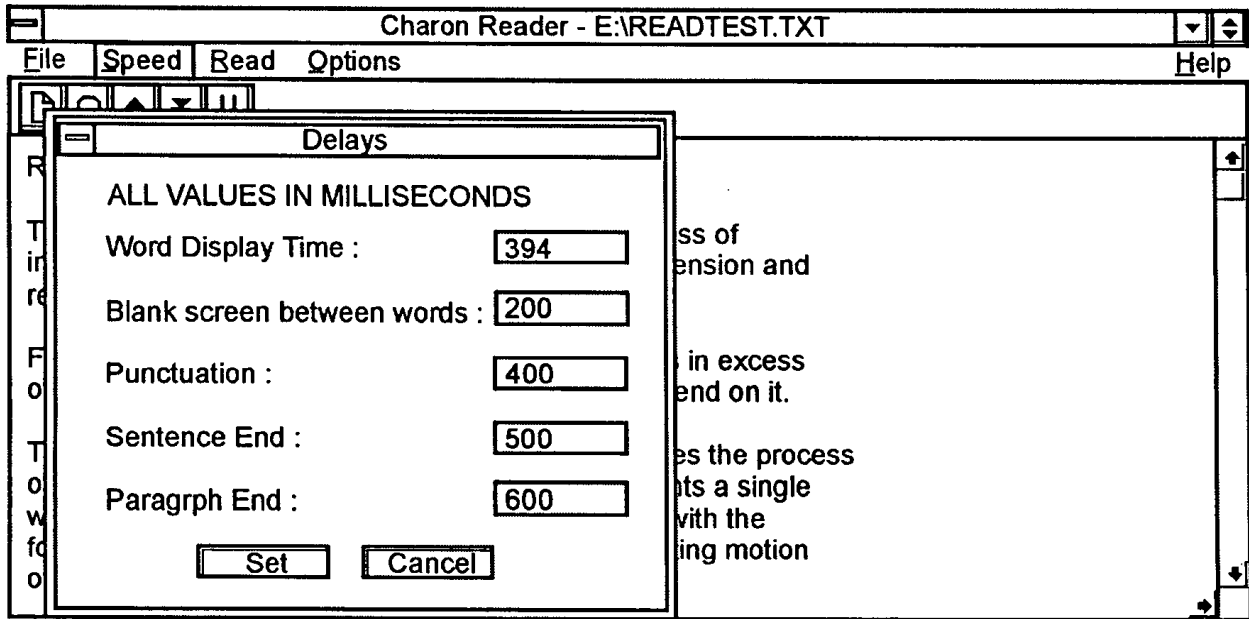 Charon Reader - E:\READTEST.TXT
File Speed Read Options Help
Delays
ALL VALUES IN MILLISECONDS
Word Display Time : 394
Blank screen between words : 200
Punctuation : 400
Sentence End : 500
Paragrph End : 600
Set Cancel
ss of
ension and
in excess
end on it.
es the process
nts a single
with the
ing motion